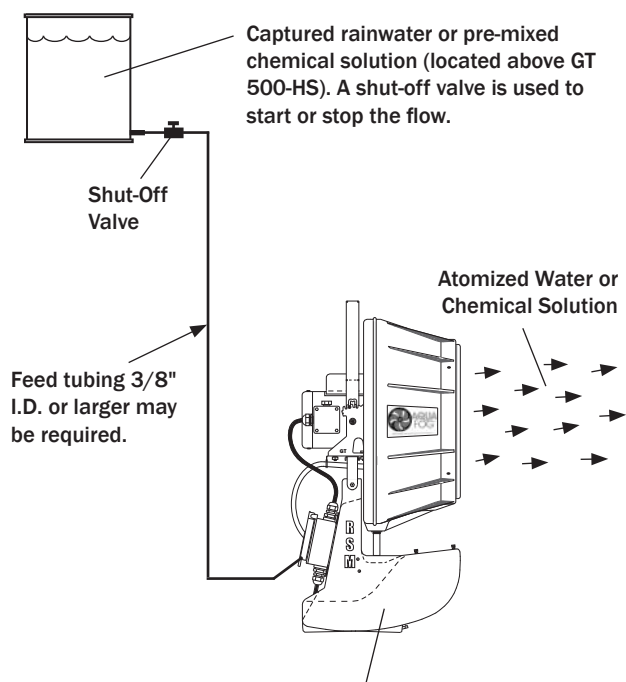 Captured rainwater or pre-mixed
chemical solution (located above GT
500-HS). A shut-off valve is used to
start or stop the flow.
Shut-Off
Valve
Atomized Water or
Chemical Solution
Feed tubing 3/8"
I.D. or larger may
be required.
AQUA
FOG
GT
R
S
M